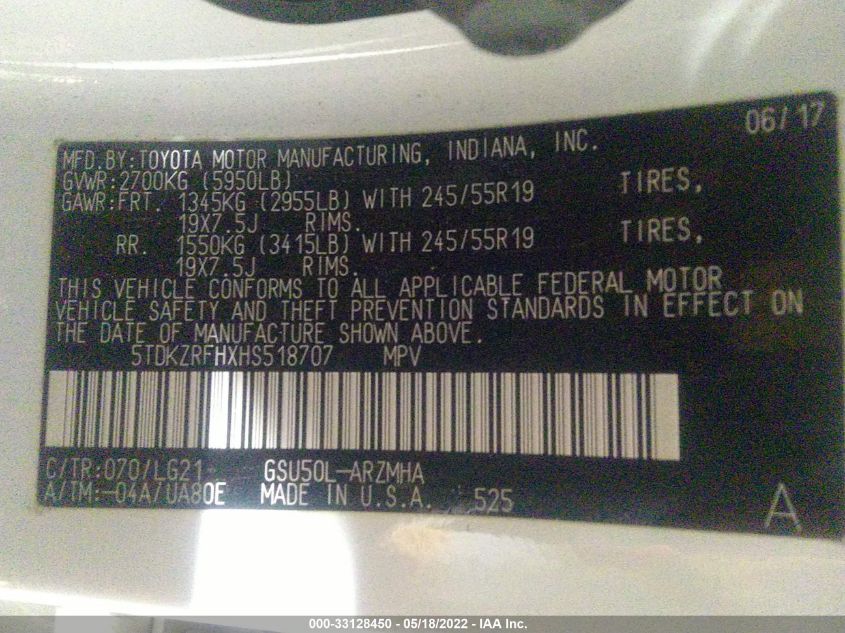 06/17
MFD.BY:TOYOTA MOTOR MANUFACTURING, INDIANA, INC.
GVWR:2700KG (5950LB)
GAWR:FRT. 1345KG (2955LB) WITH 245/55R19 TIRES,
19X7.5J RIMS.
RR. 1550KG (3415LB) WITH 245/55R19 TIRES,
19X7.5J RIMS.
THIS VEHICLE CONFORMS TO ALL APPLICABLE FEDERAL MOTOR
VEHICLE SAFETY AND THEFT PREVENTION STANDARDS IN EFFECT ON
THE DATE OF MANUFACTURE SHOWN ABOVE.
5TDKZRFHXHS518707 MPV
C/TR:070/LG21 GSU50L-ARZMHA
A/TM:-04A/UA80E MADE IN U.S.A. 525
A
000-33128450 - 05/18/2022 - IAA Inc.